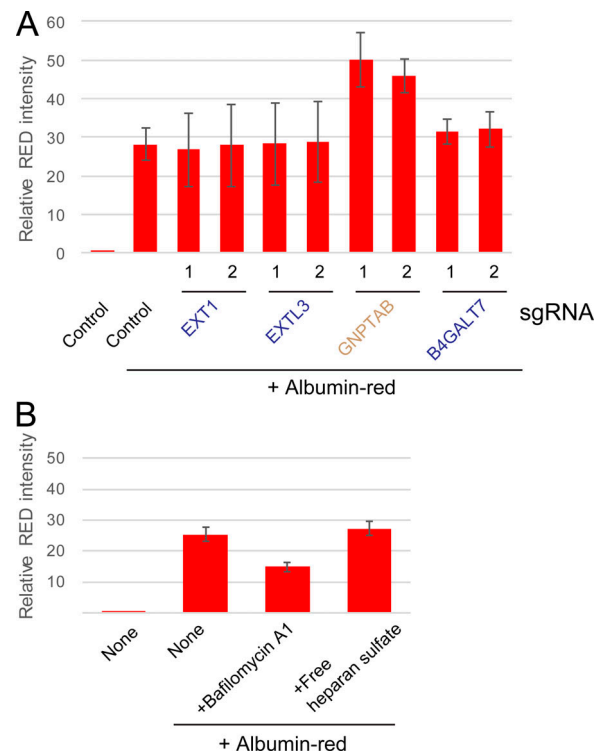 A
Relative RED intensity
60
50
40
30
20
10
0
1 2 1 2 1 2 1 2
Control
Control
EXT1
EXTL3
GNPTAB
B4GALT7
sgRNA
+ Albumin-red
B
Relative RED intensity
50
40
30
20
10
None
None
+Bafilomycin A1
+Free
heparan sulfate
+ Albumin-red